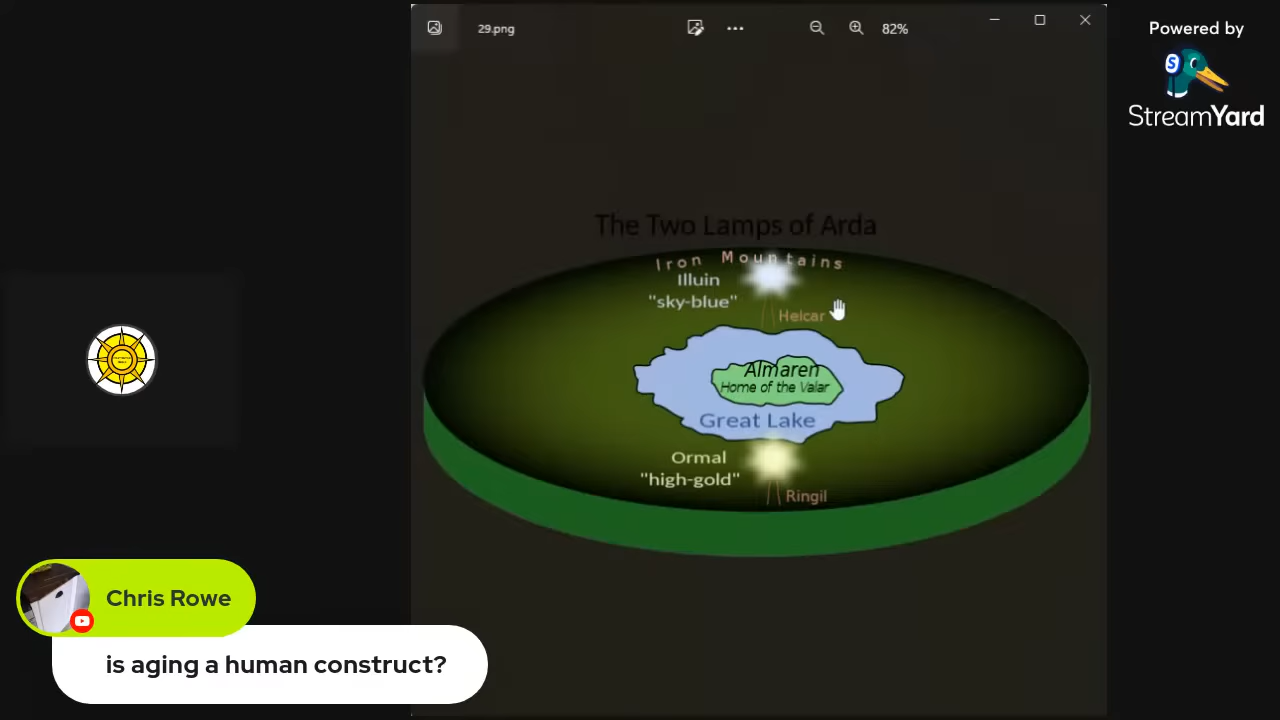 29.png
82%
Powered by
S
StreamYard
The Two Lamps of Arda
Iron Mountains
Illuin
"sky-blue"
Helcar
Almaren
Home of the Valar
Great Lake
Ormal
"high-gold"
Ringil
Chris Rowe
is aging a human construct?